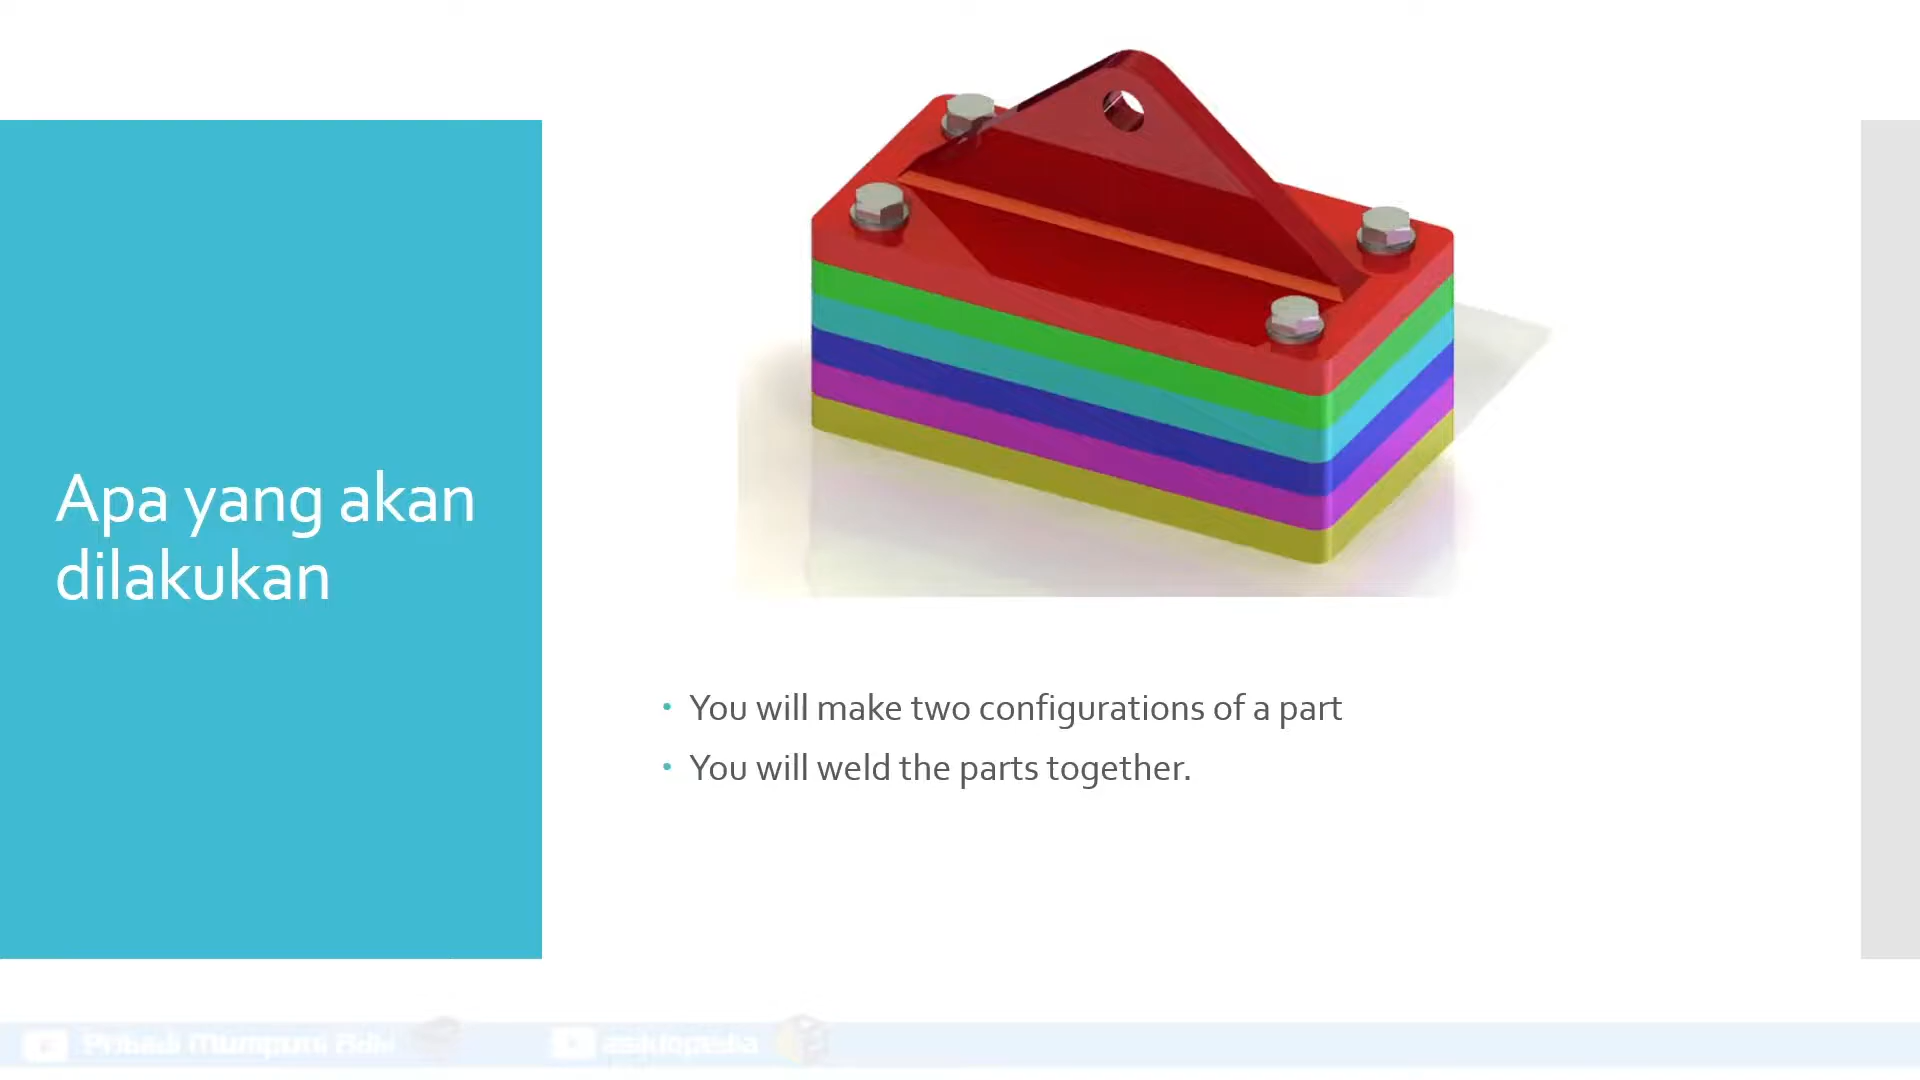 Apa yang akan
dilakukan
• You will make two configurations of a part
• You will weld the parts together.